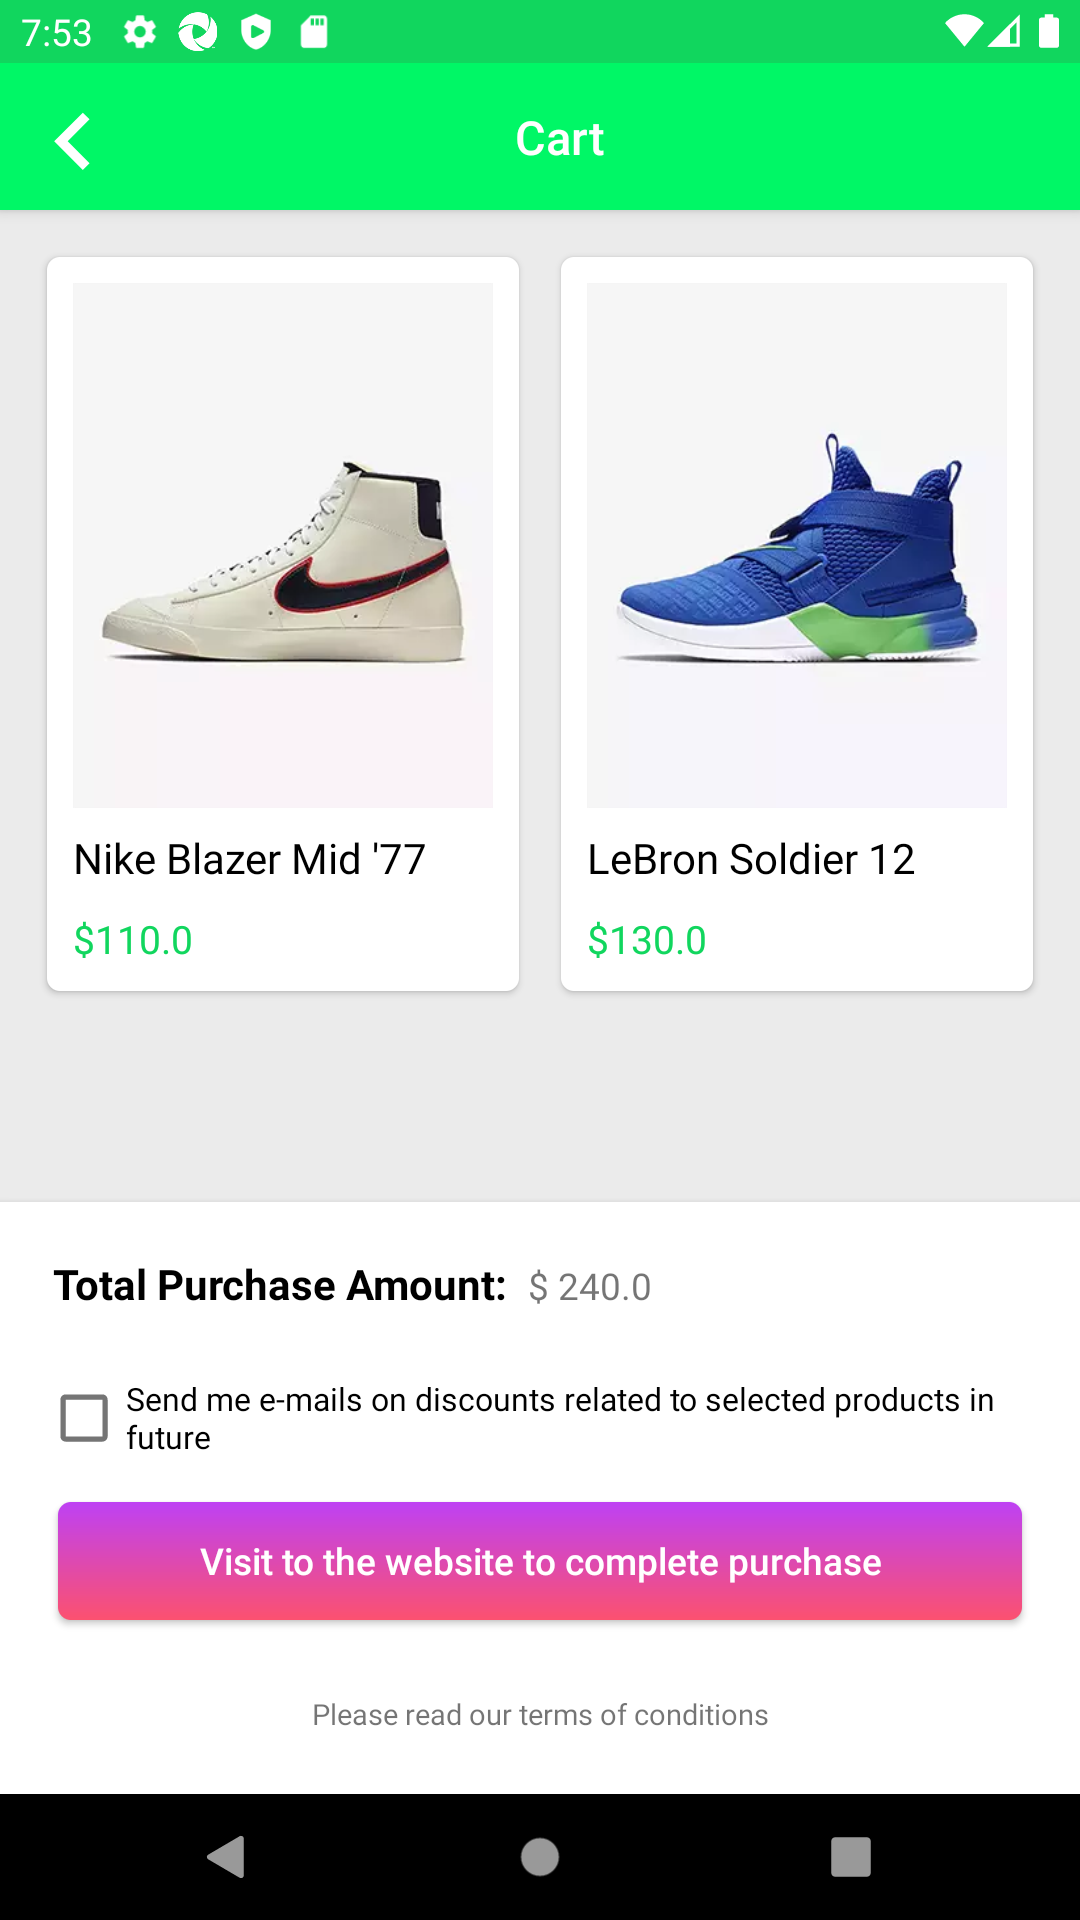 7:53
Cart
Nike Blazer Mid '77
LeBron Soldier 12
$110.0
$130.0
Total Purchase Amount: $ 240.0
Send me e-mails on discounts related to selected products in
future
Visit to the website to complete purchase
Please read our terms of conditions